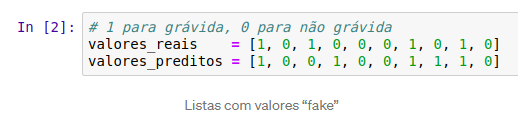 In [2]: # 1 para grávida, 0 para não grávida
valores_reais    = [1, 0, 1, 0, 0, 0, 1, 0, 1, 0]
valores_preditos = [1, 0, 0, 1, 0, 0, 1, 1, 1, 0]
Listas com valores “fake”